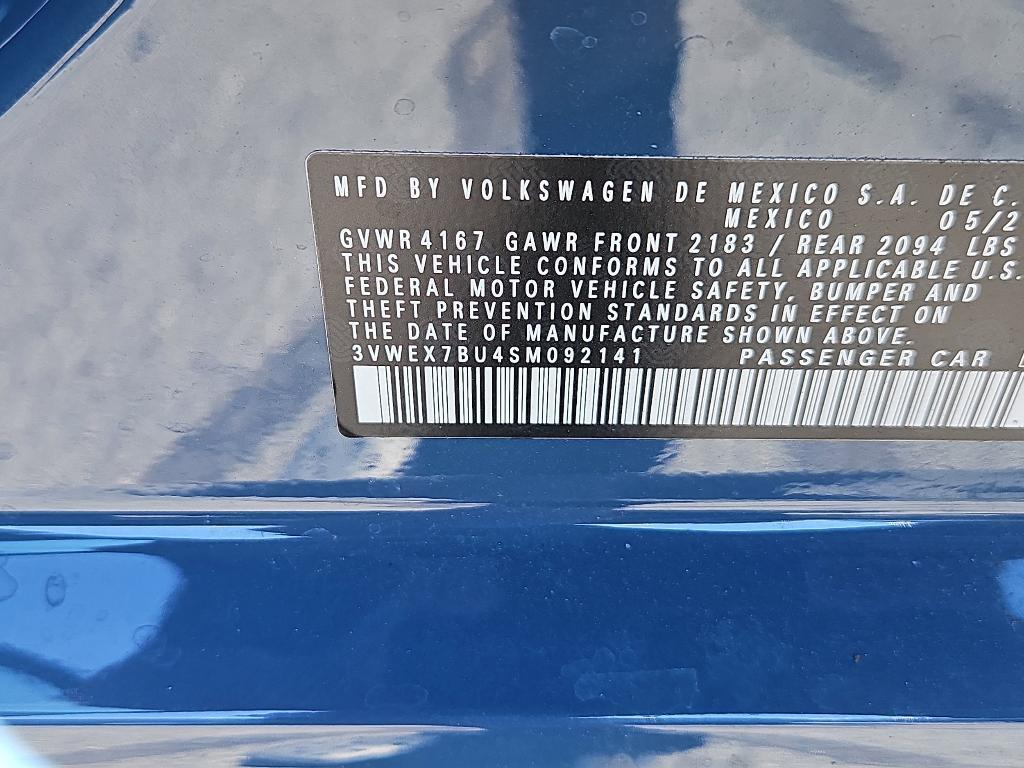 MFD BY VOLKSWAGEN DE MEXICO S.A. DE C.
MEXICO 05/2
GVWR 4167 GAWR FRONT 2183 / REAR 2094 LBS
THIS VEHICLE CONFORMS TO ALL APPLICABLE U.S.
FEDERAL MOTOR VEHICLE SAFETY, BUMPER AND
THEFT PREVENTION STANDARDS IN EFFECT ON
THE DATE OF MANUFACTURE SHOWN ABOVE.
3VWEX7BU4SM092141 PASSENGER CAR